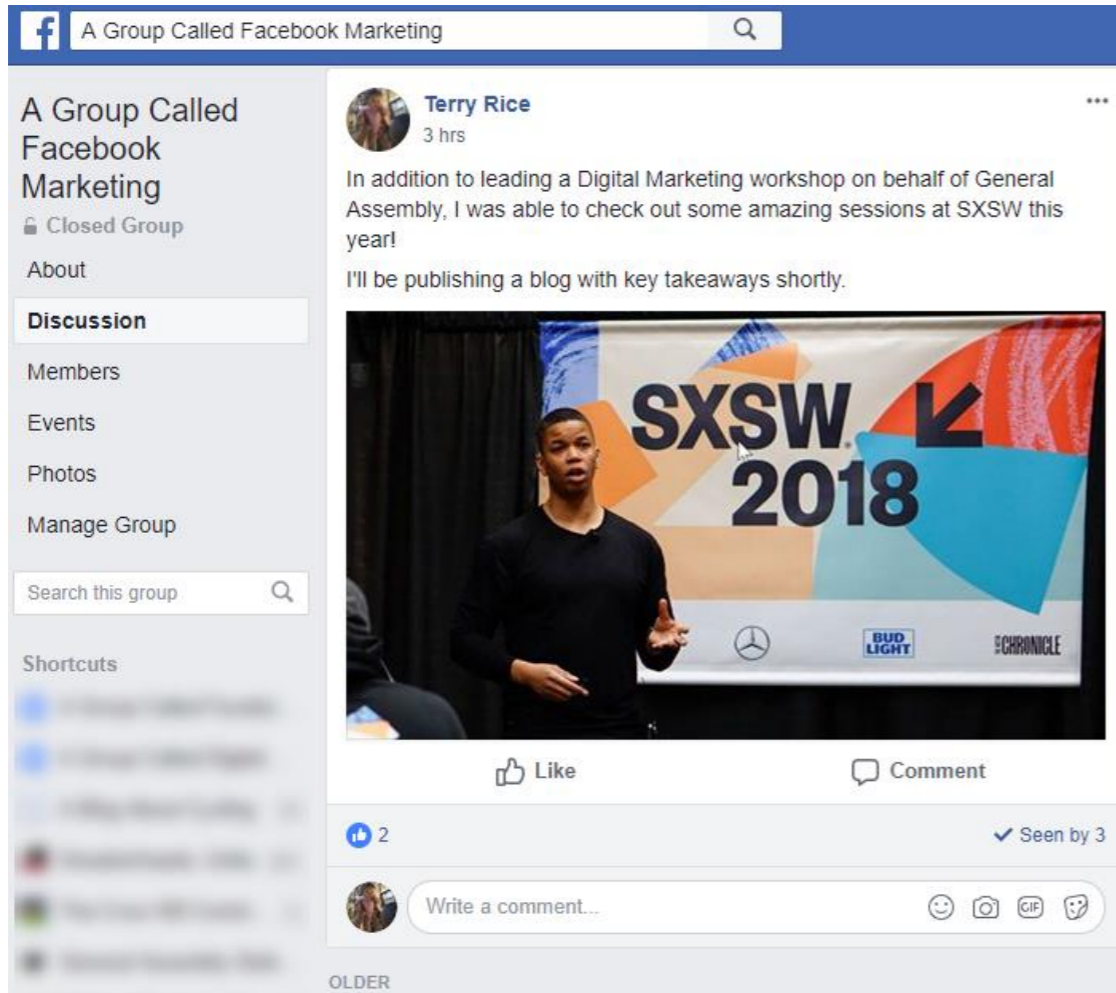 A Group Called Facebook Marketing
A Group Called
Facebook
Marketing
Closed Group
About
Discussion
Members
Events
Photos
Manage Group
Search this group
Shortcuts
Terry Rice
3 hrs
In addition to leading a Digital Marketing workshop on behalf of General
Assembly, I was able to check out some amazing sessions at SXSW this
year!
I'll be publishing a blog with key takeaways shortly.
SXSW
2018
BUD
LIGHT
CHRONICLE
Like
Comment
2
Seen by 3
Write a comment...
GIF
OLDER